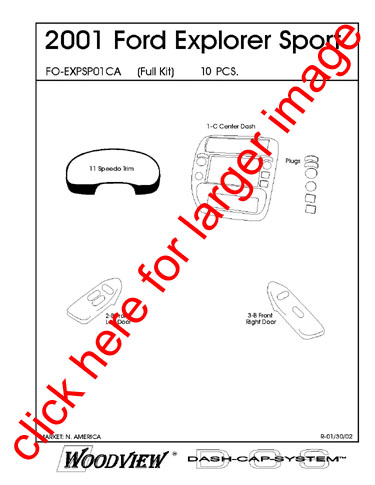 2001 Ford Explorer Sport
FO-EXPSP01CA (Full Kit) 10 PCS.
1-C Center Dash
11 Speedo Trim
Plugs
2-B Front
Left Door
3-B Front
Right Door
click here for larger image
MARKET: N. AMERICA
R-01/30/02
WOODVIEW ® DASH-CAP-SYSTEM™